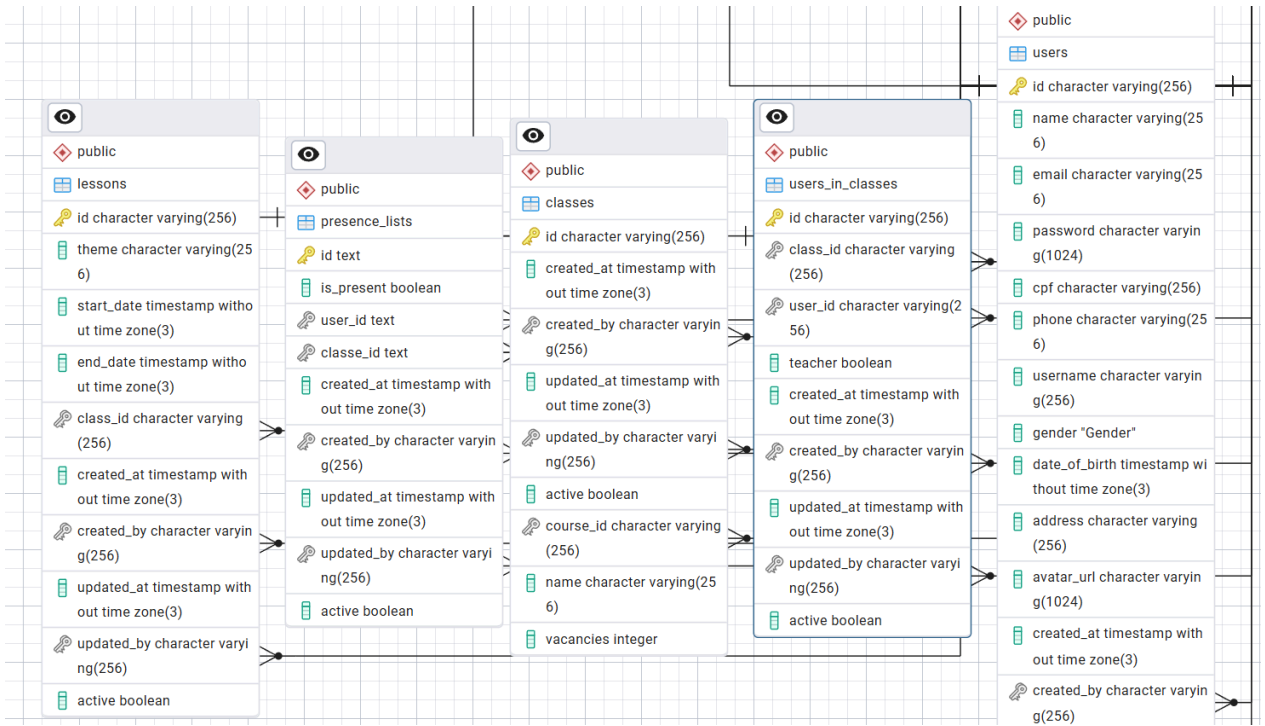 public
lessons
id character varying(256)
theme character varying(25
6)
start_date timestamp witho
ut time zone(3)
end_date timestamp witho
ut time zone(3)
class_id character varying
(256)
created_at timestamp with
out time zone(3)
created_by character varyin
g(256)
updated_at timestamp with
out time zone(3)
updated_by character varyi
ng(256)
active boolean
public
presence_lists
id text
is_present boolean
user_id text
classe_id text
created_at timestamp with
out time zone(3)
created_by character varyin
g(256)
updated_at timestamp with
out time zone(3)
updated_by character varyi
ng(256)
active boolean
public
classes
id character varying(256)
created_at timestamp with
out time zone(3)
created_by character varyin
g(256)
updated_at timestamp with
out time zone(3)
updated_by character varyi
ng(256)
active boolean
course_id character varying
(256)
name character varying(25
6)
vacancies integer
public
users_in_classes
id character varying(256)
class_id character varying
(256)
user_id character varying(2
56)
teacher boolean
created_at timestamp with
out time zone(3)
created_by character varyin
g(256)
updated_at timestamp with
out time zone(3)
updated_by character varyi
ng(256)
active boolean
public
users
id character varying(256)
name character varying(25
6)
email character varying(25
6)
password character varyin
g(1024)
cpf character varying(256)
phone character varying(25
6)
username character varyin
g(256)
gender "Gender"
date_of_birth timestamp wi
thout time zone(3)
address character varying
(256)
avatar_url character varyin
g(1024)
created_at timestamp with
out time zone(3)
created_by character varyin
g(256)